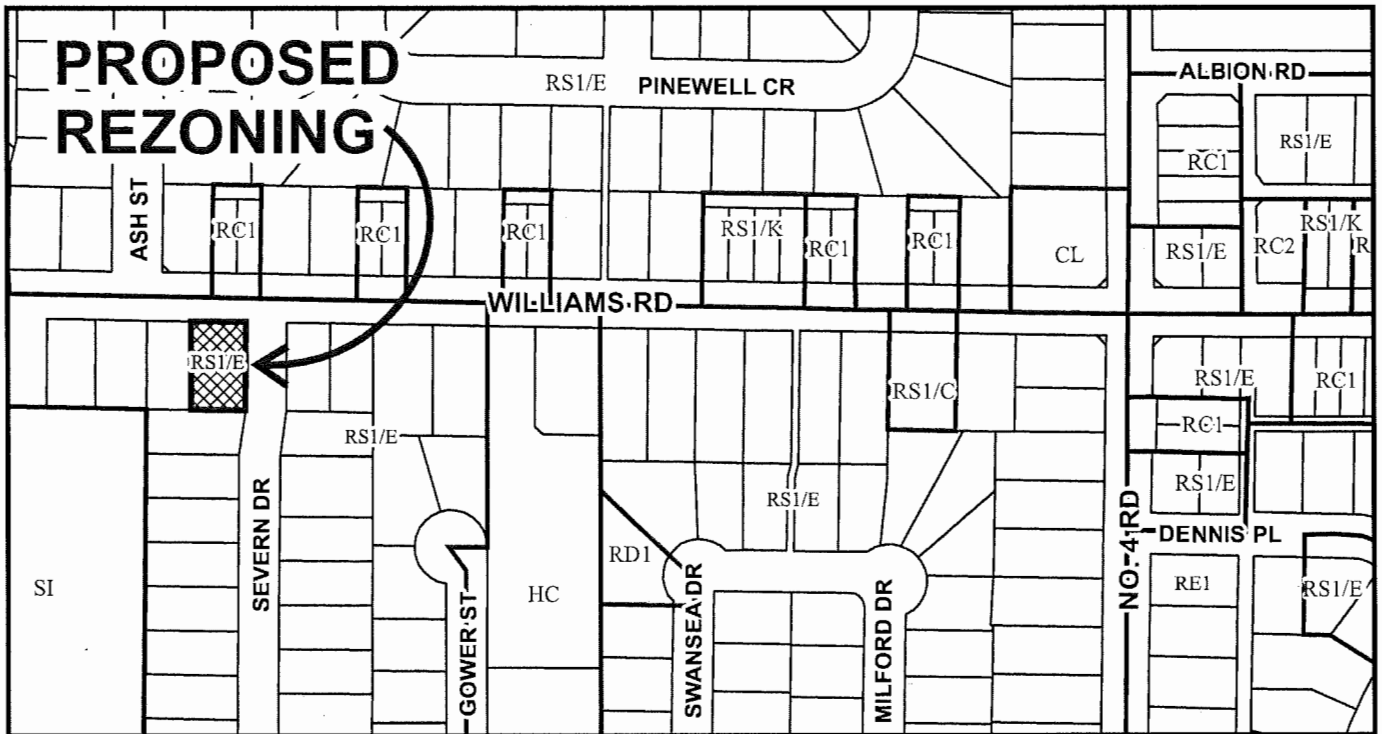 PROPOSED
REZONING
RS1/E
PINEWELL CR
ALBION RD
RC1
RS1/E
ASH ST
RC1
RC1
RC1
RS1/K
RC1
RC1
CL
RS1/E
RC2
RS1/K
R
WILLIAMS RD
RS1/E
RS1/E
RS1/C
RS1/E
RC1
RC1
SEVERN DR
RS1/E
RS1/E
SI
GOWER ST
HC
RD1
SWANSEA DR
MILFORD DR
NO. 4 RD
DENNIS PL
RE1
RS1/E